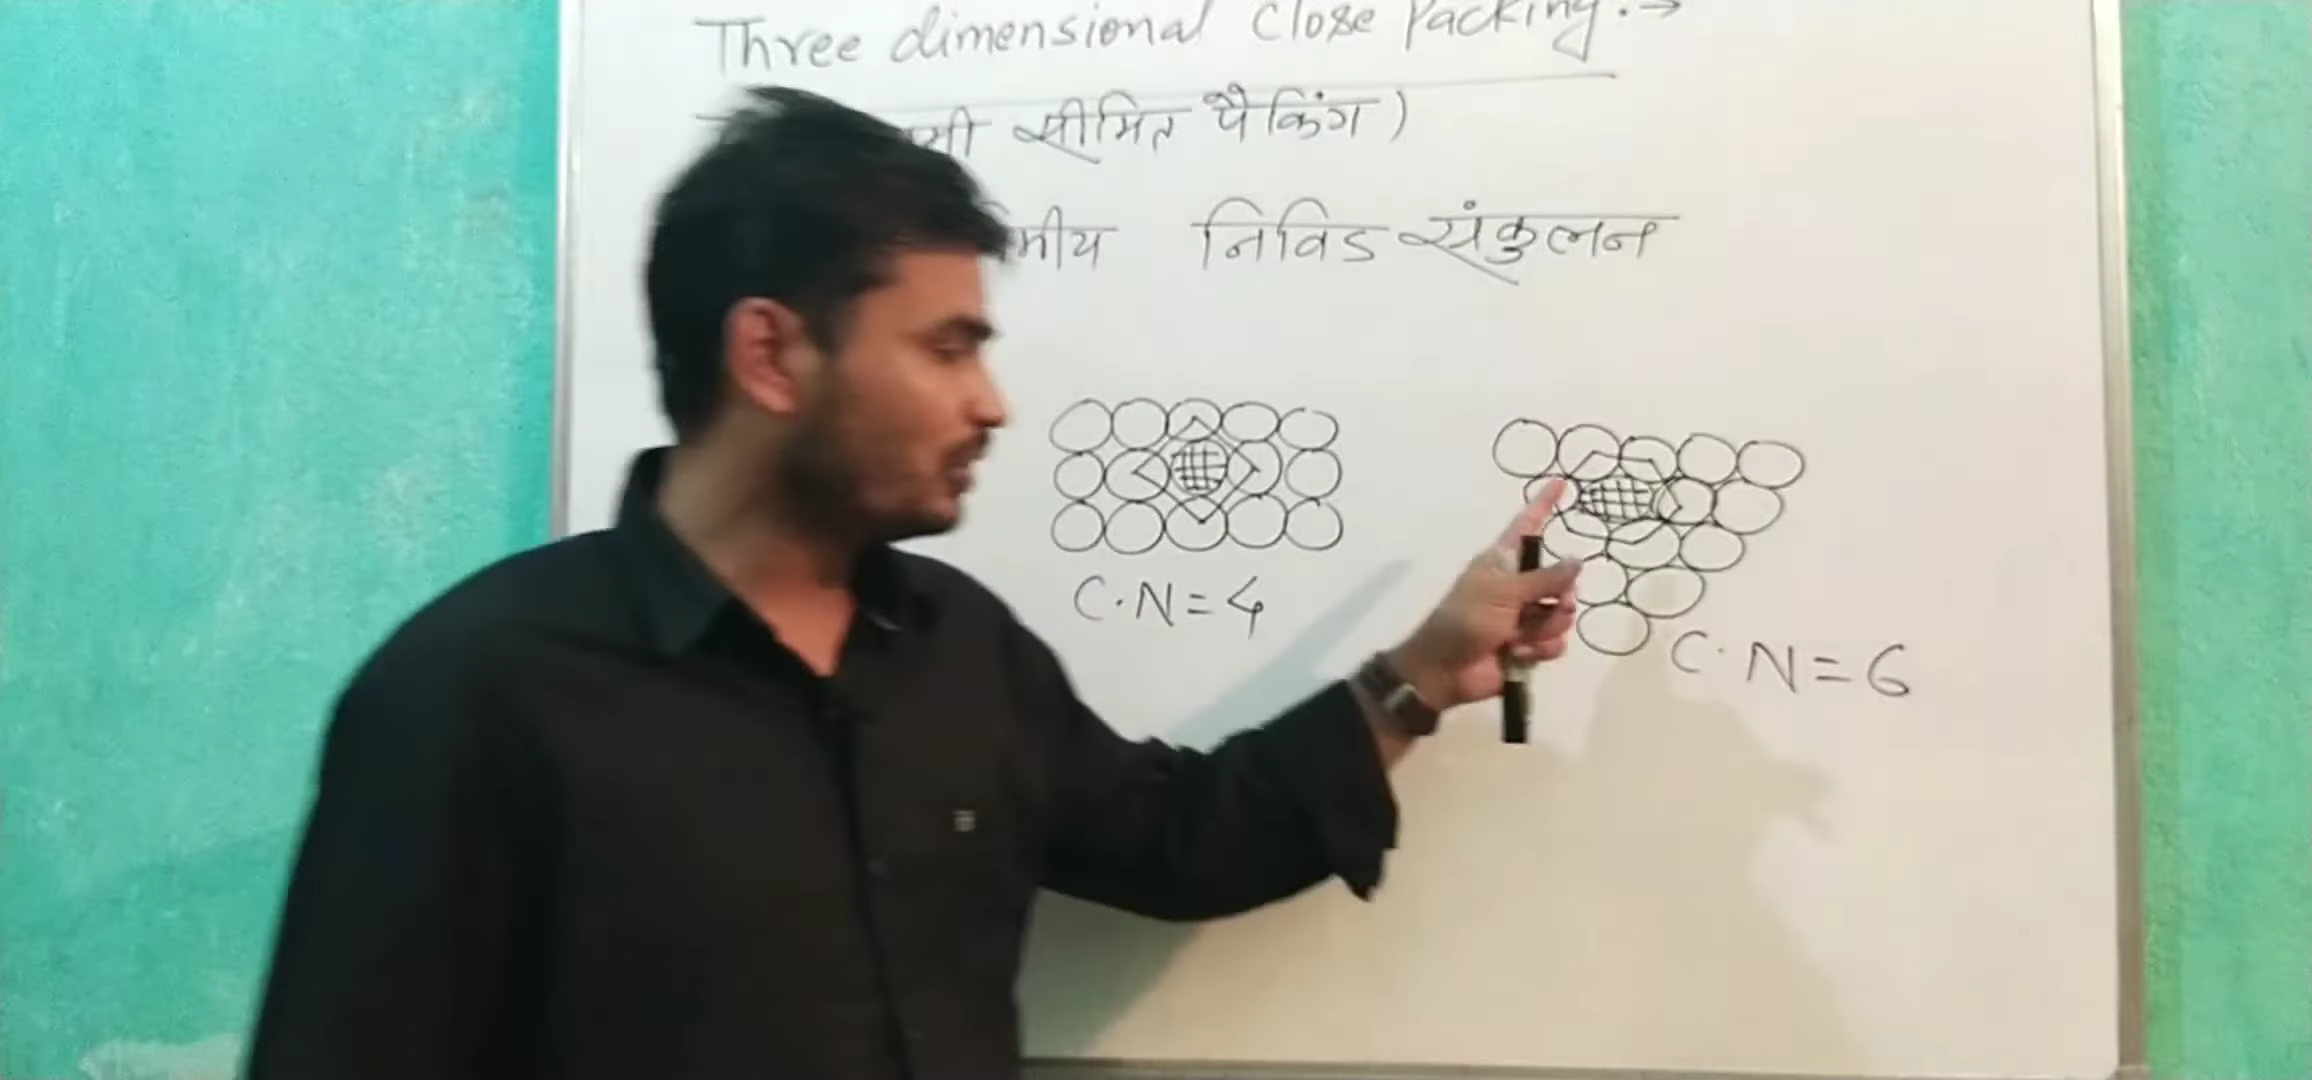 Three dimensional Close Packing.→
सीमित पैकिंग)
निविड संकुलन
C.N=4
C.N=6